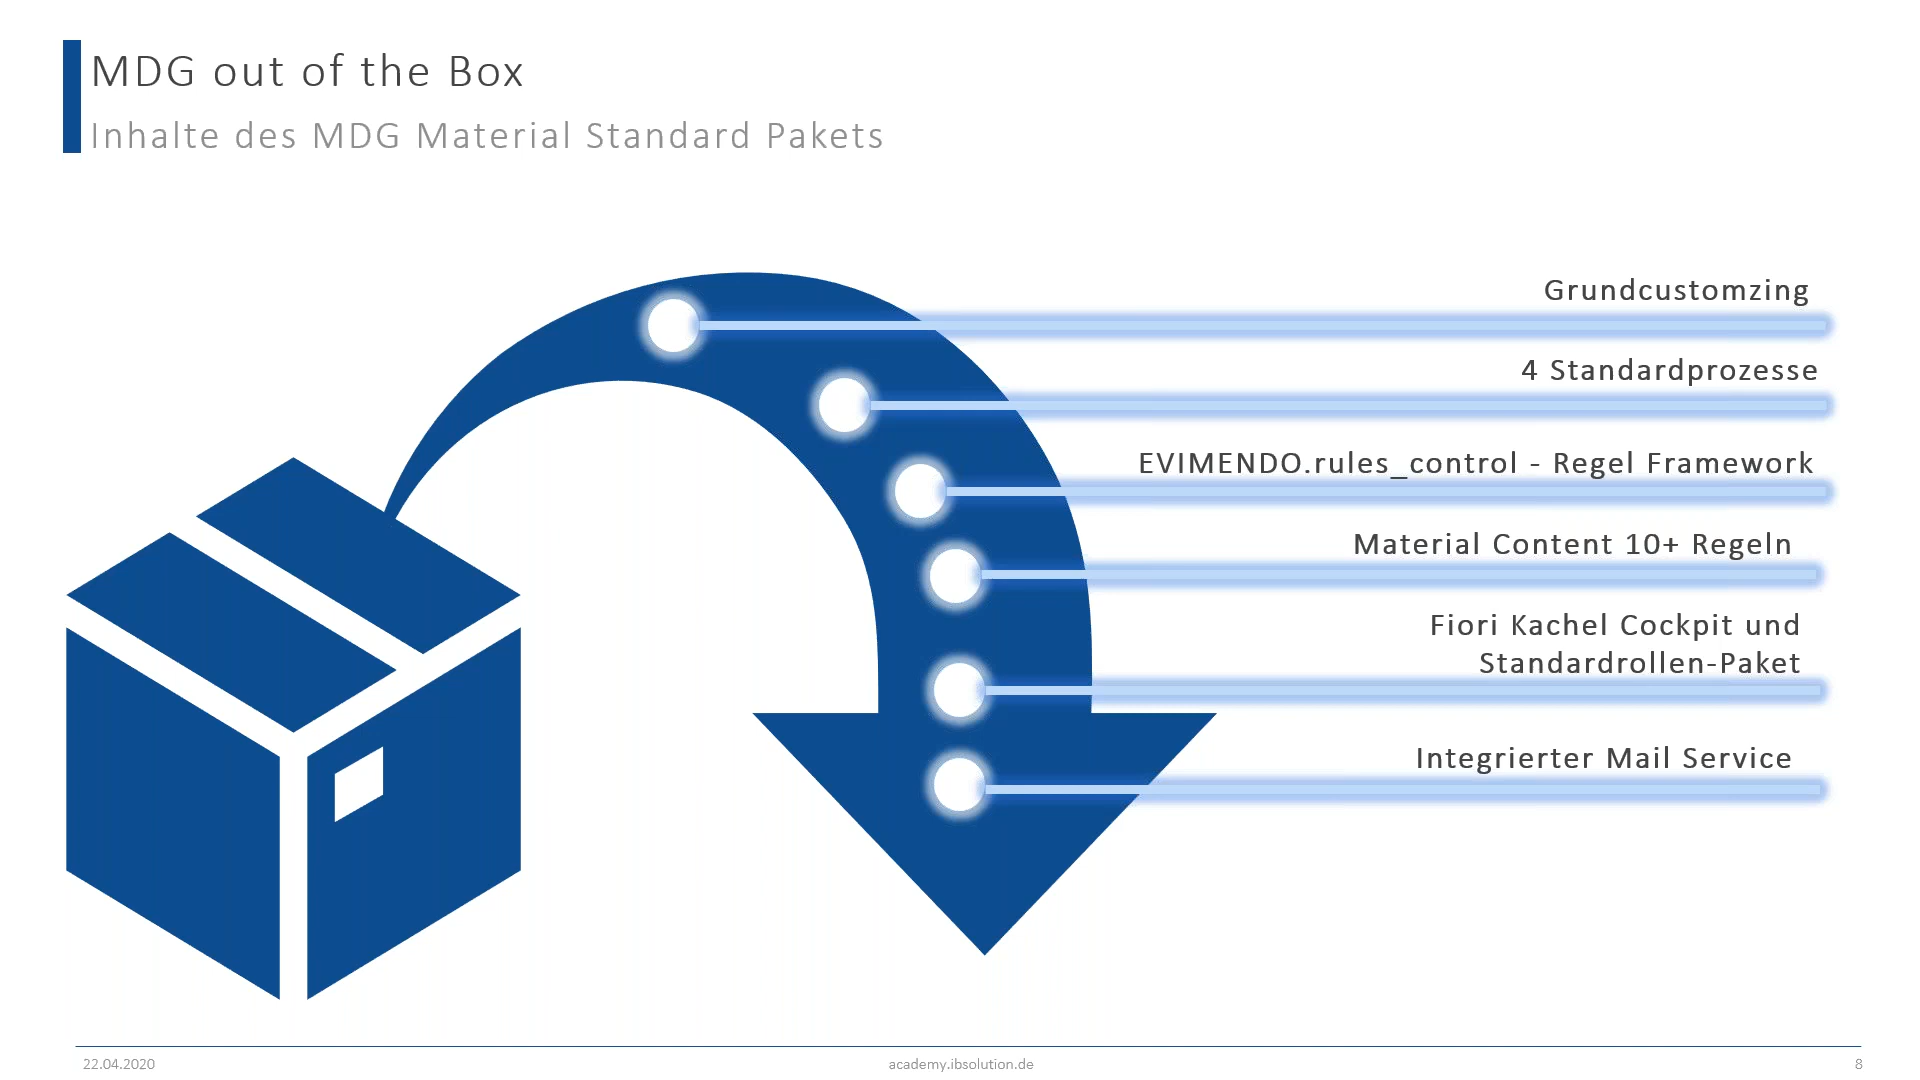 MDG out of the Box
Inhalte des MDG Material Standard Pakets
Grundcustomzing
4 Standardprozesse
EVIMENDO.rules_control - Regel Framework
Material Content 10+ Regeln
Fiori Kachel Cockpit und
Standardrollen-Paket
Integrierter Mail Service
22.04.2020
academy.ibsolution.de
8